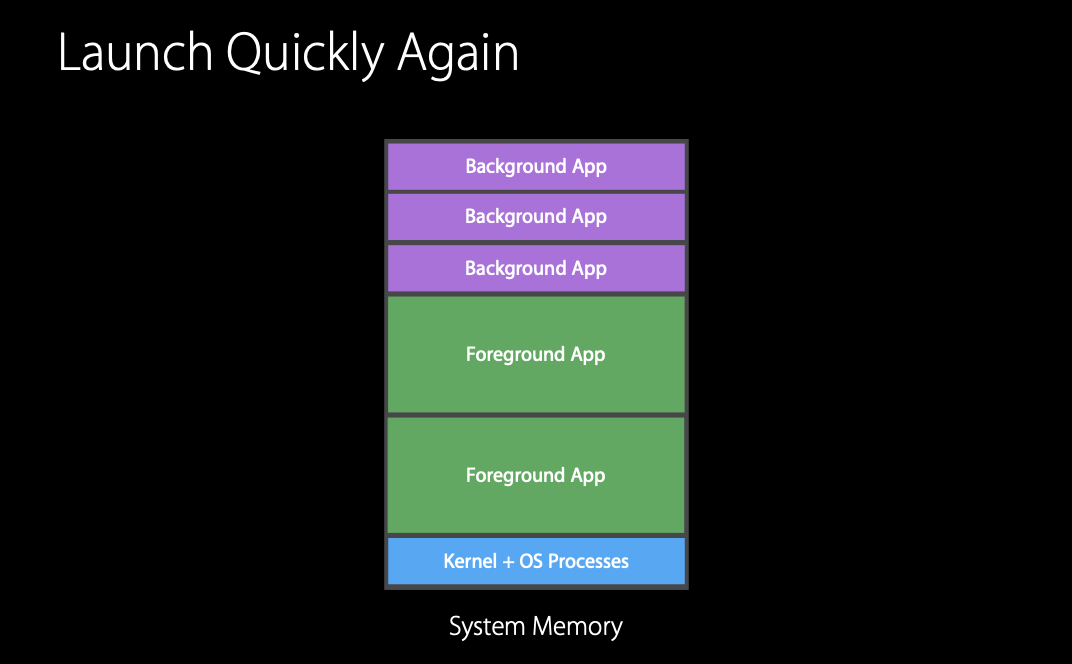 Launch Quickly Again
Background App
Background App
Background App
Foreground App
Foreground App
Kernel + OS Processes
System Memory